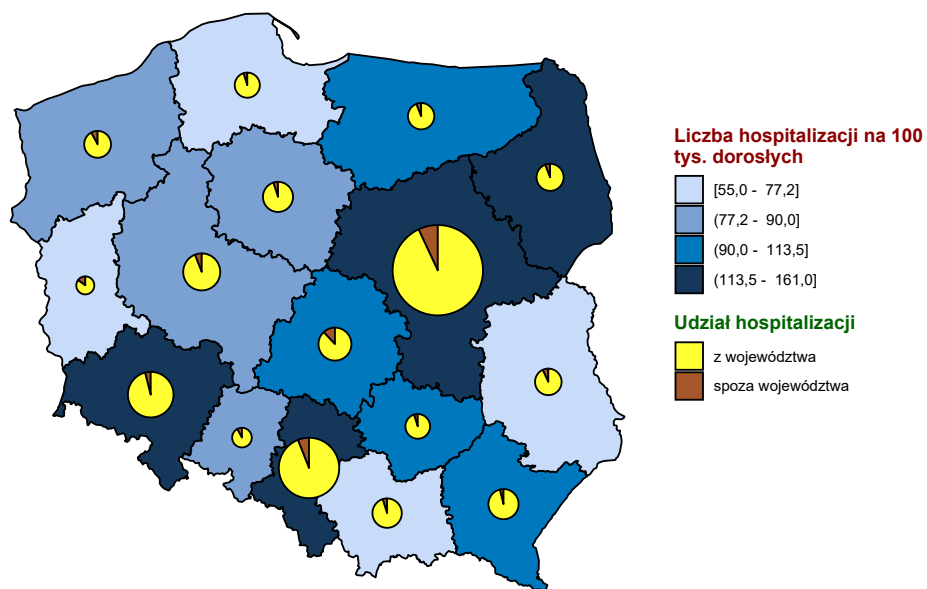 Liczba hospitalizacji na 100
tys. dorosłych
[55,0 - 77,2]
(77,2 - 90,0]
(90,0 - 113,5]
(113,5 - 161,0]
Udział hospitalizacji
z województwa
spoza województwa